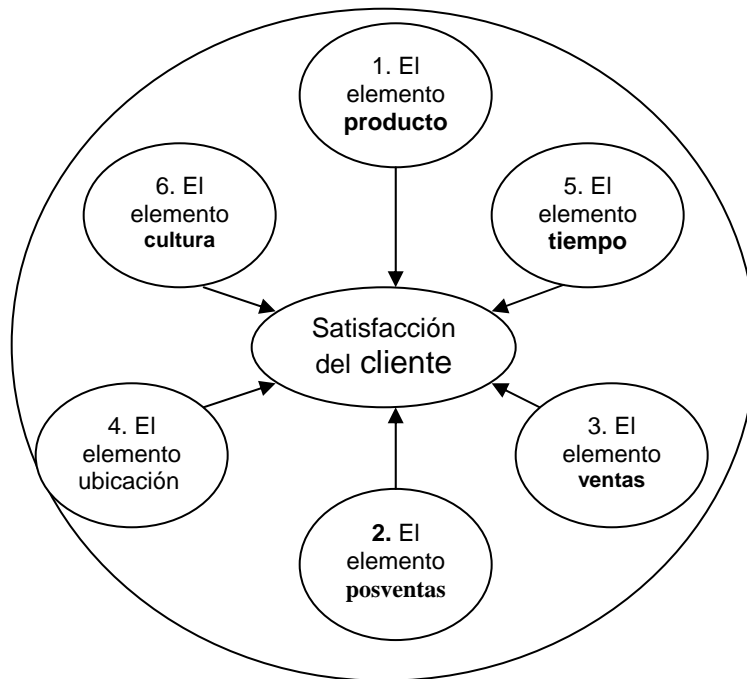 1. El
elemento
producto
6. El
elemento
cultura
5. El
elemento
tiempo
Satisfacción
del cliente
4. El
elemento
ubicación
3. El
elemento
ventas
2. El
elemento
posventas